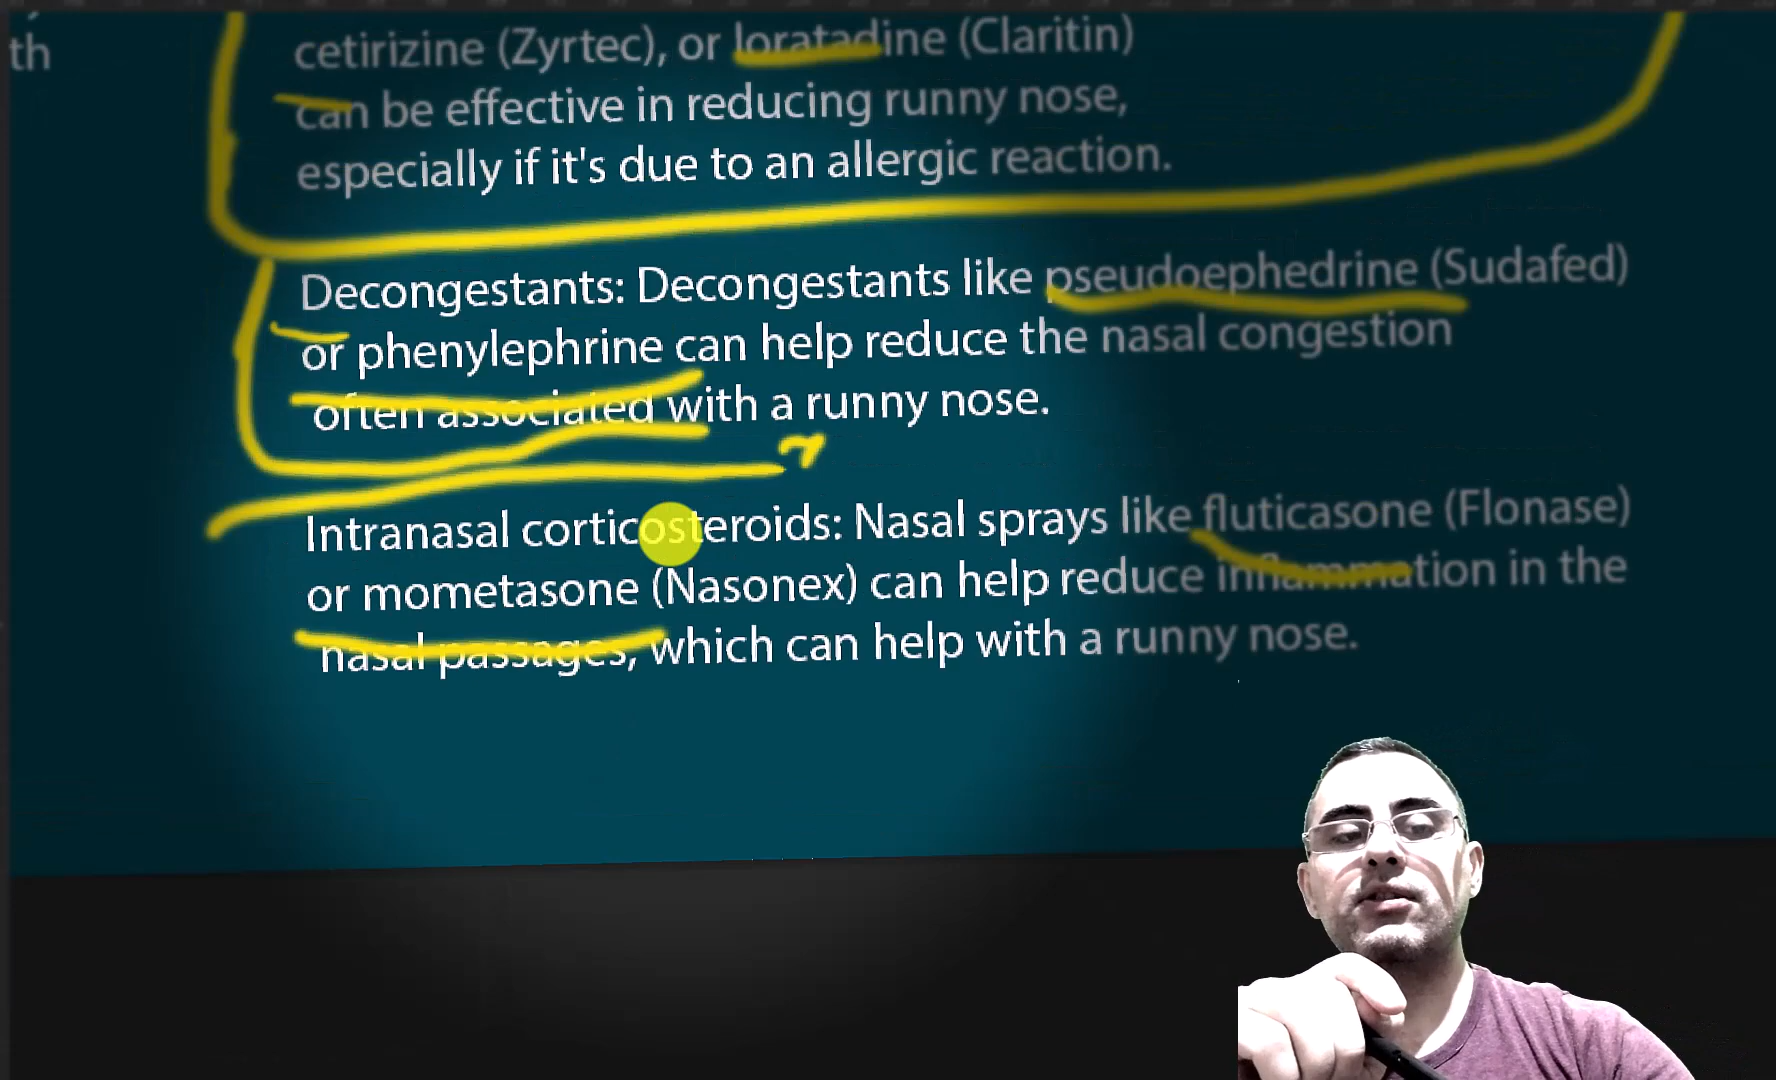 th
cetirizine (Zyrtec), or loratadine (Claritin)
can be effective in reducing runny nose,
especially if it's due to an allergic reaction.
Decongestants: Decongestants like pseudoephedrine (Sudafed)
or phenylephrine can help reduce the nasal congestion
often associated with a runny nose.
Intranasal corticosteroids: Nasal sprays like fluticasone (Flonase)
or mometasone (Nasonex) can help reduce inflammation in the
nasal passages, which can help with a runny nose.